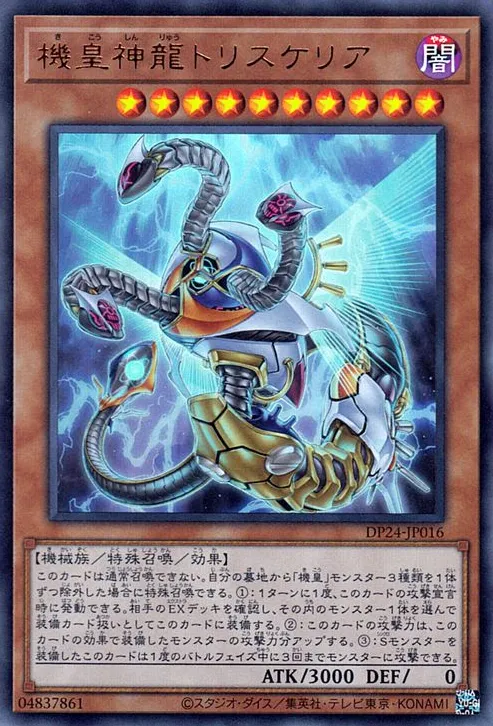 機皇神龍トリスケリア
闇
DP24-JP016
【機械族／特殊召喚／効果】
このカードは通常召喚できない。自分の墓地から「機皇」モンスター３種類を１体
ずつ除外した場合に特殊召喚できる。①：１ターンに１度、このカードの攻撃宣言
時に発動できる。相手のEXデッキを確認し、その内のモンスター１体を選んで
装備カード扱いとしてこのカードに装備する。②：このカードの攻撃力は、この
カードの効果で装備したモンスターの攻撃力分アップする。③：Sモンスターを
装備したこのカードは１度のバトルフェイズ中に３回までモンスターに攻撃できる。
ATK/3000 DEF/ 0
04837861
©スタジオ・ダイス／集英社・テレビ東京・KONAMI